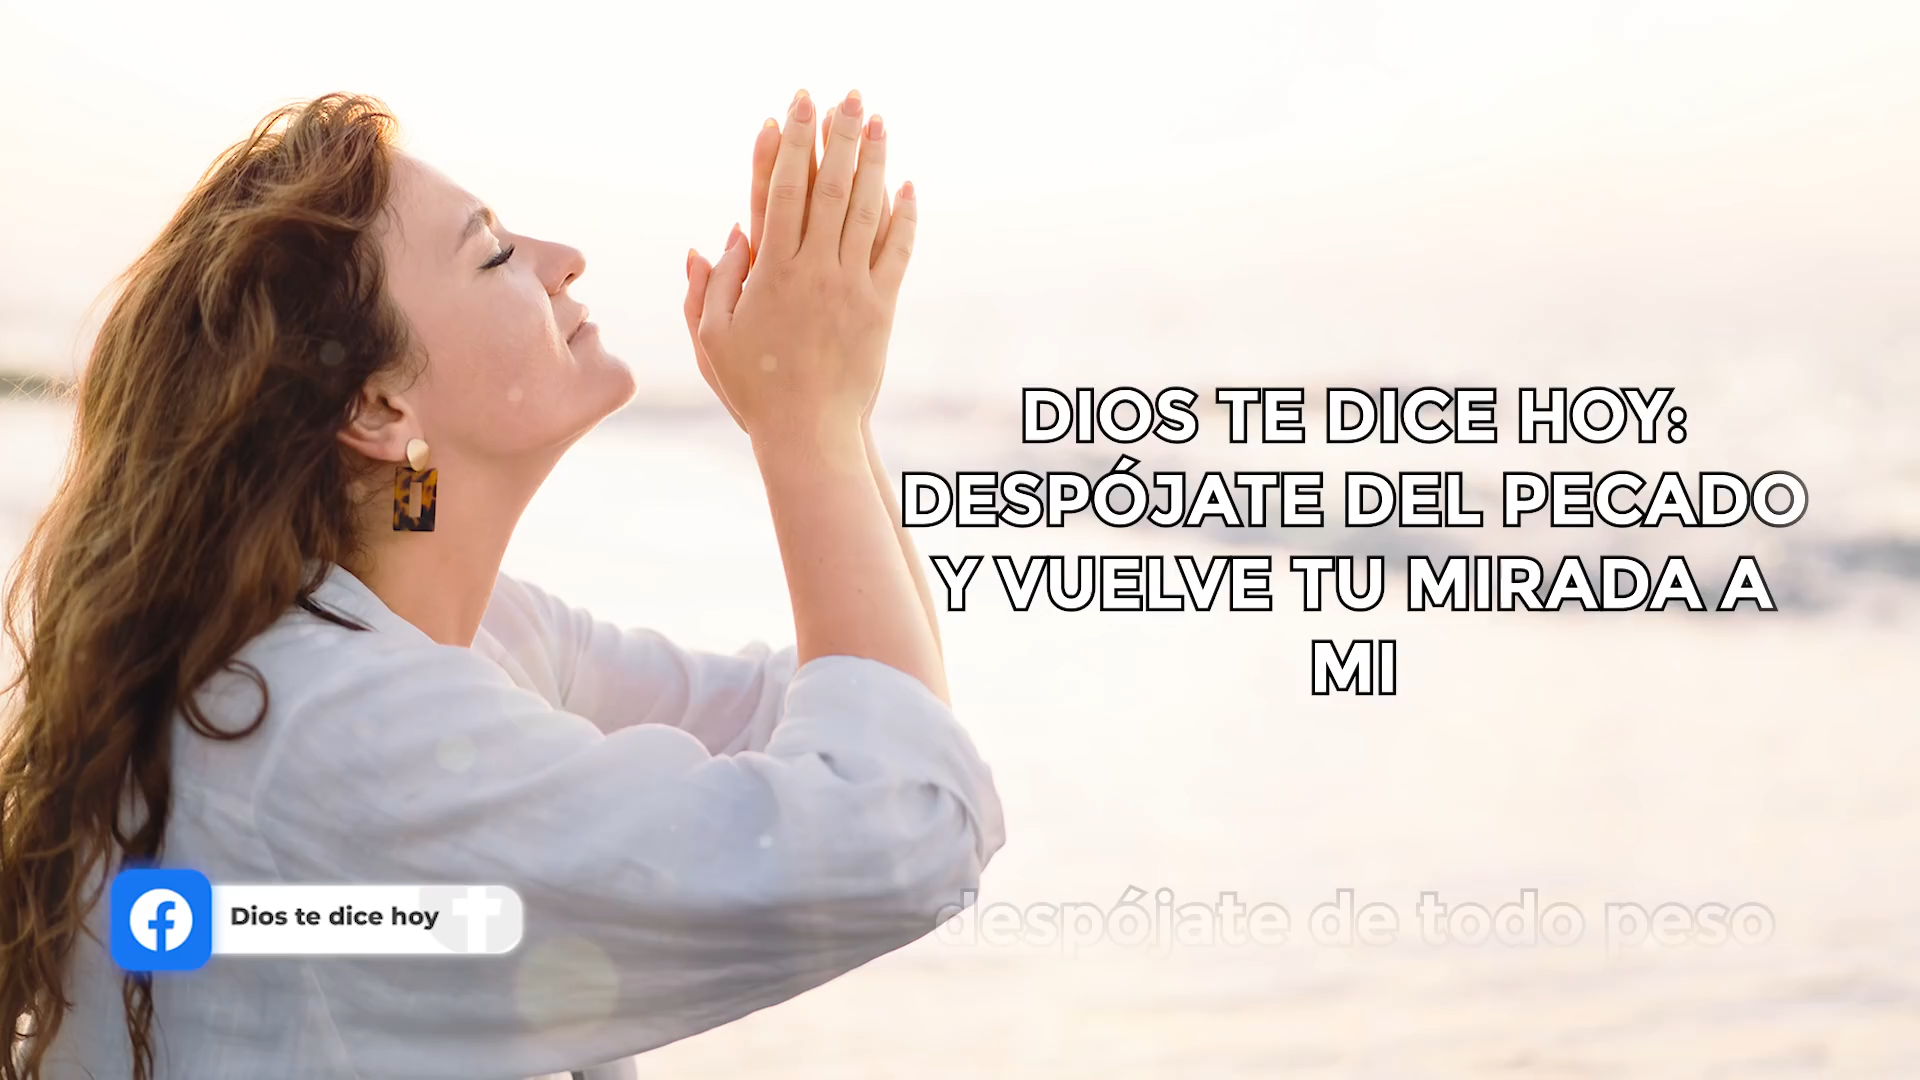 DIOS TE DICE HOY:
DESPÓJATE DEL PECADO
Y VUELVE TU MIRADA A
MI
despójate de todo peso
Dios te dice hoy